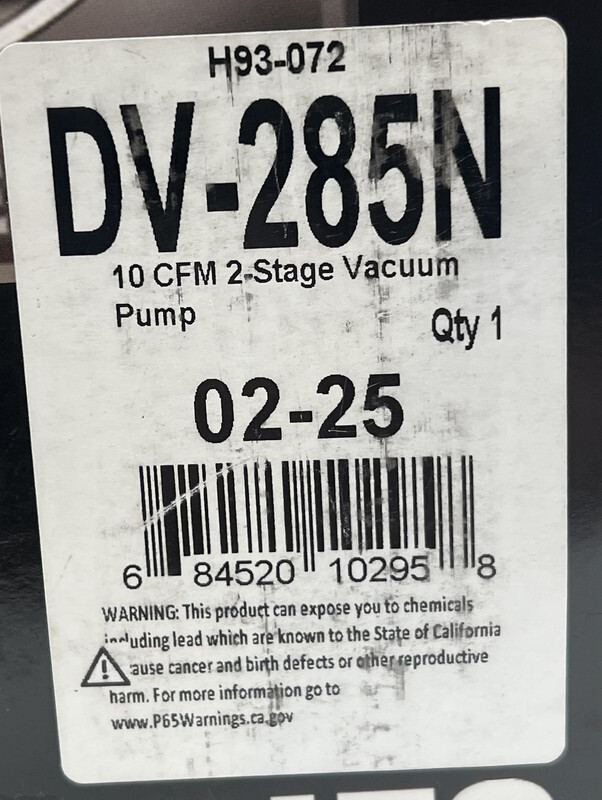 H93-072
DV-285N
10 CFM 2-Stage Vacuum
Pump
Qty 1
02-25
6 84520 10295 8
WARNING: This product can expose you to chemicals
including lead which are known to the State of California
ause cancer and birth defects or other reproductive
harm. For more information go to
www.P65Warnings.ca.gov